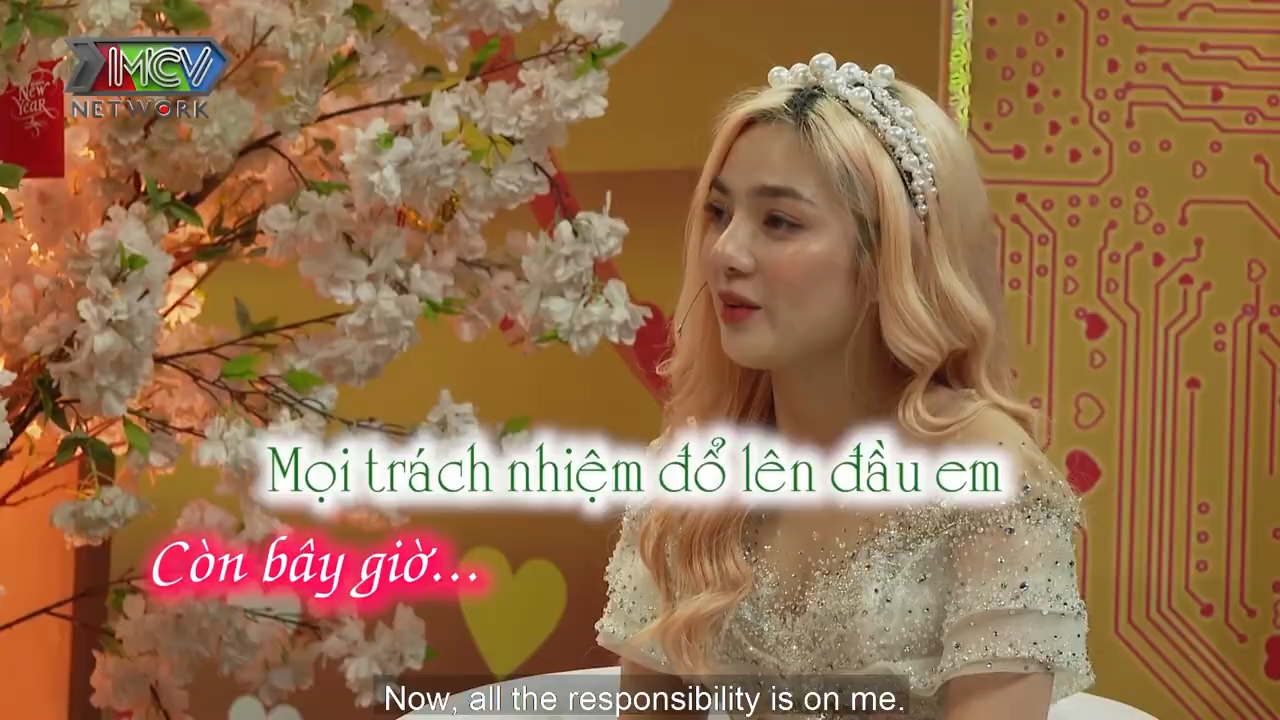 MCV
NETWORK
NEW
YEAR
Mọi trách nhiệm đổ lên đầu em
Còn bây giờ...
Now, all the responsibility is on me.